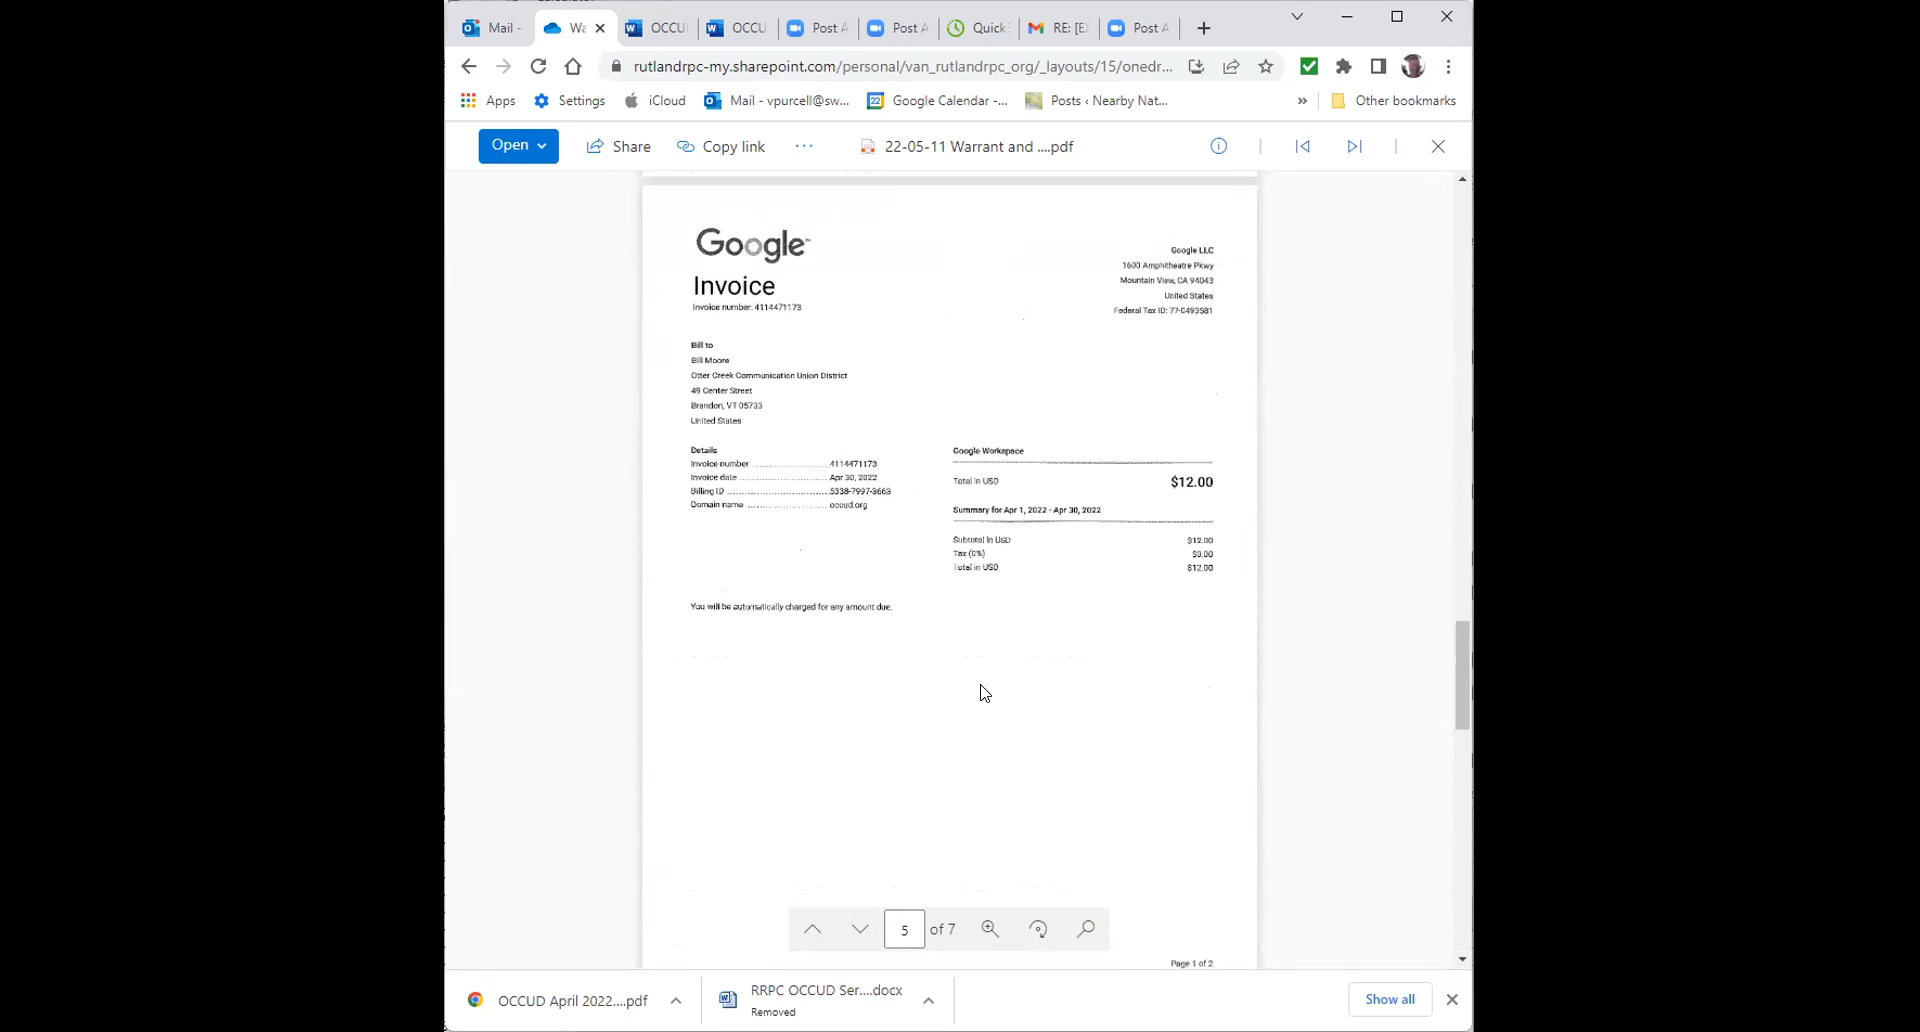 Mail -
Wa
OCCUI
OCCU
Post A
Post A
Quick
RE: [EX
Post A
rutlandrpc-my.sharepoint.com/personal/van_rutlandrpc_org/_layouts/15/onedr...
Apps
Settings
iCloud
Mail - vpurcell@sw...
22
Google Calendar -...
Posts ‹ Nearby Nat...
»
Other bookmarks
Open
Share
Copy link
...
22-05-11 Warrant and ....pdf
Google
Google LLC
1600 Amphitheatre Pkwy
Mountain View, CA 94043
United States
Federal Tax ID: 77-0493581
Invoice
Invoice number: 4114471173
Bill to
Bill Moore
Otter Creek Communication Union District
49 Center Street
Brandon, VT 05733
United States
Details
Invoice number ........................4114471173
Invoice date ........................Apr 30, 2022
Billing ID ........................5338-7997-3663
Domain name ........................occud.org
Google Workspace
Total in USD $12.00
Summary for Apr 1, 2022 - Apr 30, 2022
Subtotal in USD $12.00
Tax (0%) $0.00
Total in USD $12.00
You will be automatically charged for any amount due.
5 of 7
Page 1 of 2
OCCUD April 2022....pdf
RRPC OCCUD Ser....docx
Removed
Show all